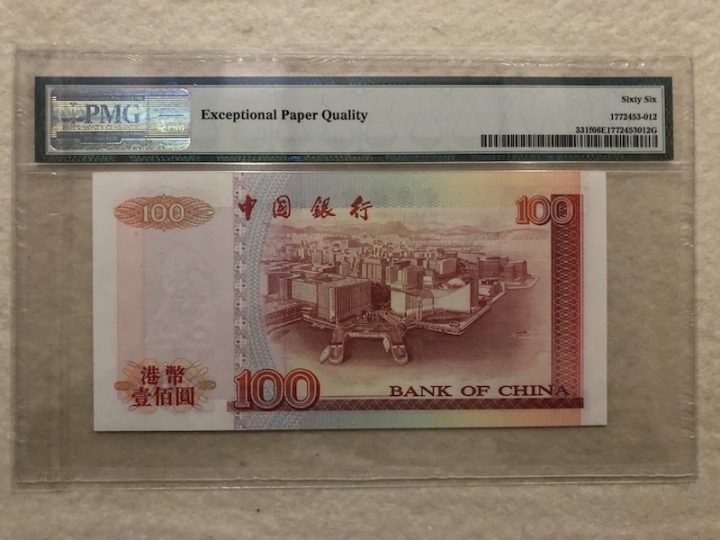 PMG
Exceptional Paper Quality
Sixty Six
1772453-012
331f66E1772453012G
100
中国銀行
100
港幣
壹佰圓
100
BANK OF CHINA